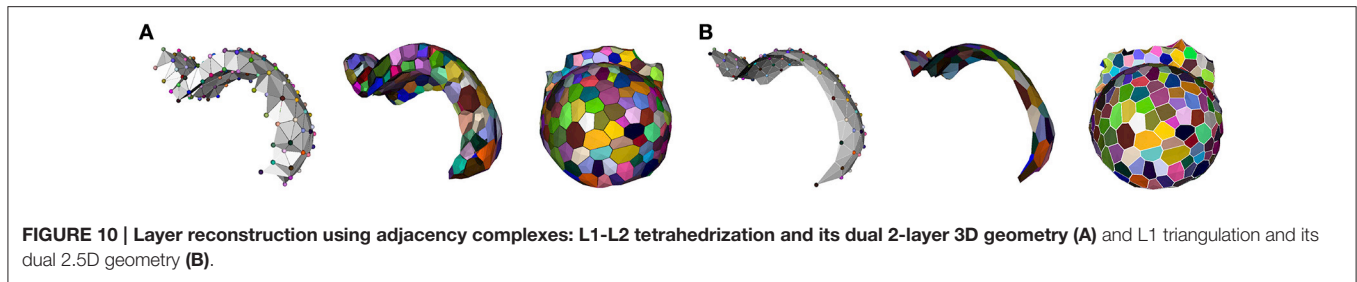 A
B
FIGURE 10 | Layer reconstruction using adjacency complexes: L1-L2 tetrahedrization and its dual 2-layer 3D geometry (A) and L1 triangulation and its
dual 2.5D geometry (B).